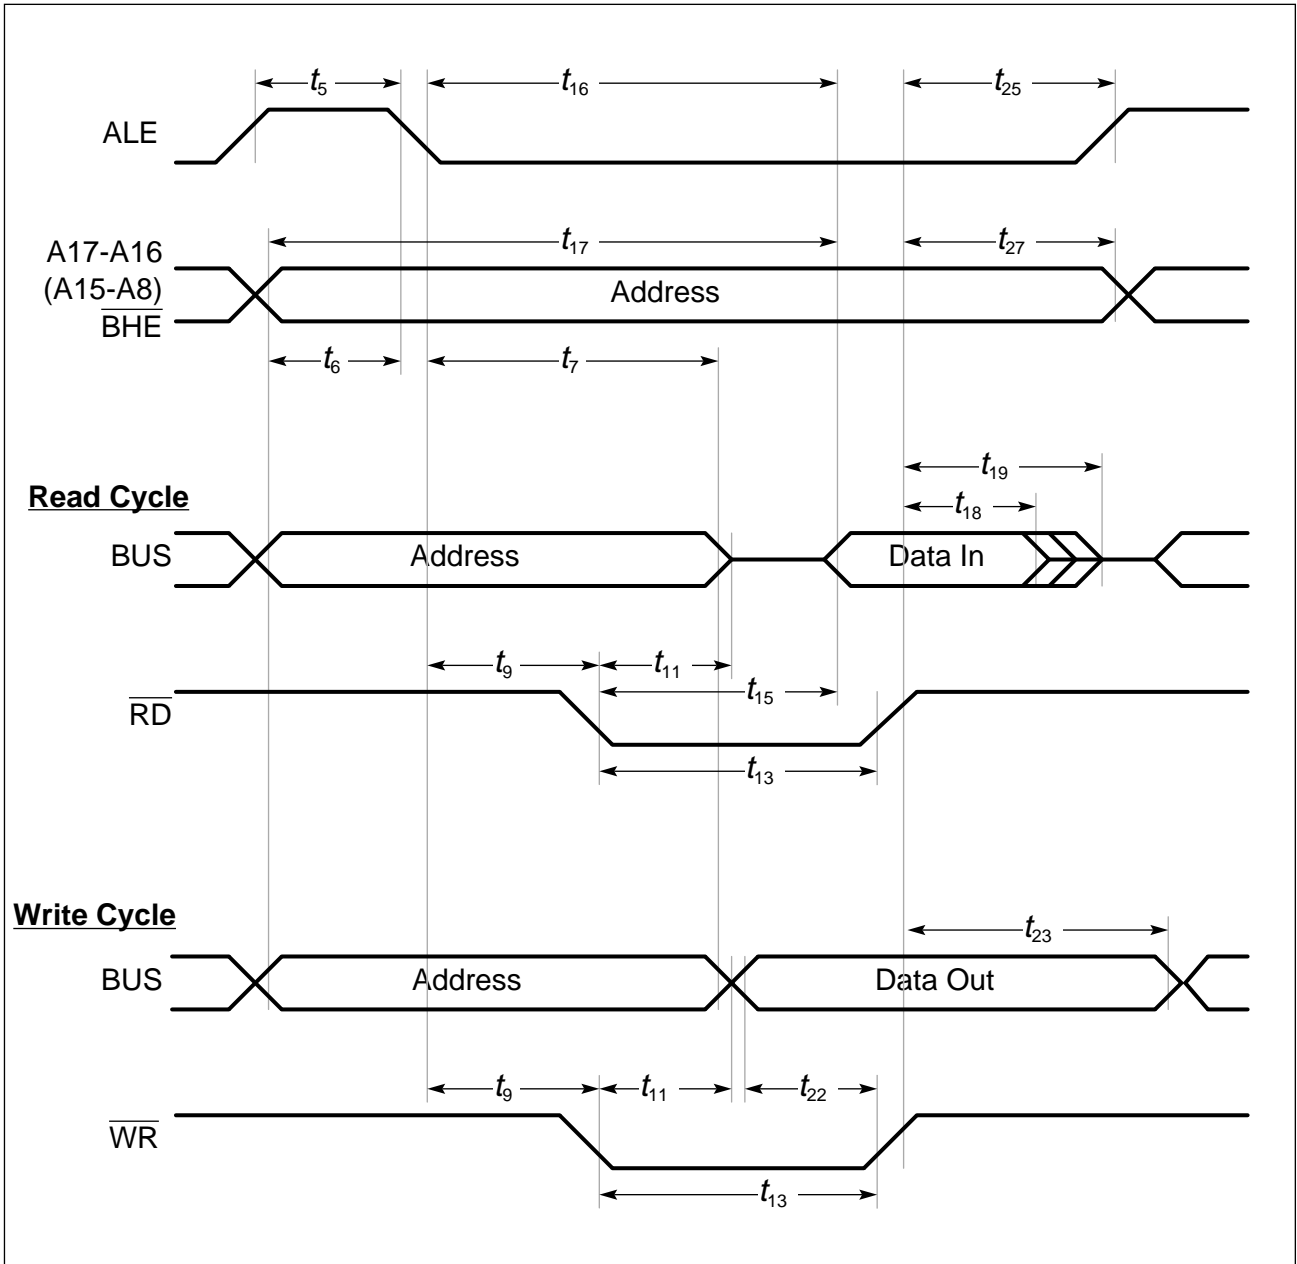 t5 t16 t25
ALE
A17-A16
(A15-A8)
BHE
t17 t27
Address
t6 t7
t19
Read Cycle
t18
BUS Address Data In
t9 t11
t15
RD
t13
Write Cycle
t23
BUS Address Data Out
t9 t11 t22
WR
t13